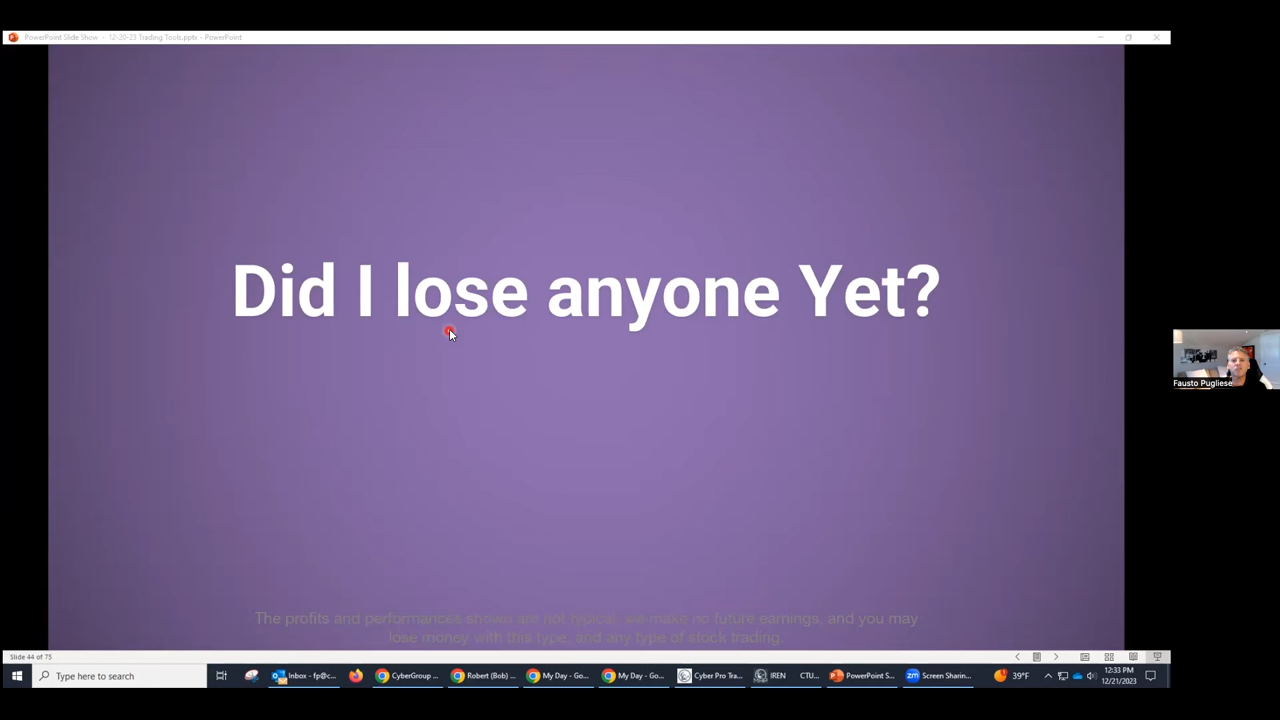 PowerPoint Slide Show - 12-20-23 Trading Tools.pptx - PowerPoint
Did I lose anyone Yet?
Fausto Pugliese
The profits and performances shown are not typical, we make no future earnings, and you may
lose money with this type, and any type of stock trading.
Slide 44 of 75
Type here to search
Inbox - fp@c...
CyberGroup ...
Robert (Bob) ...
My Day - Go...
My Day - Go...
Cyber Pro Tra...
IREN
CTU...
PowerPoint S...
zm
Screen Sharin...
39°F
12:33 PM
12/21/2023